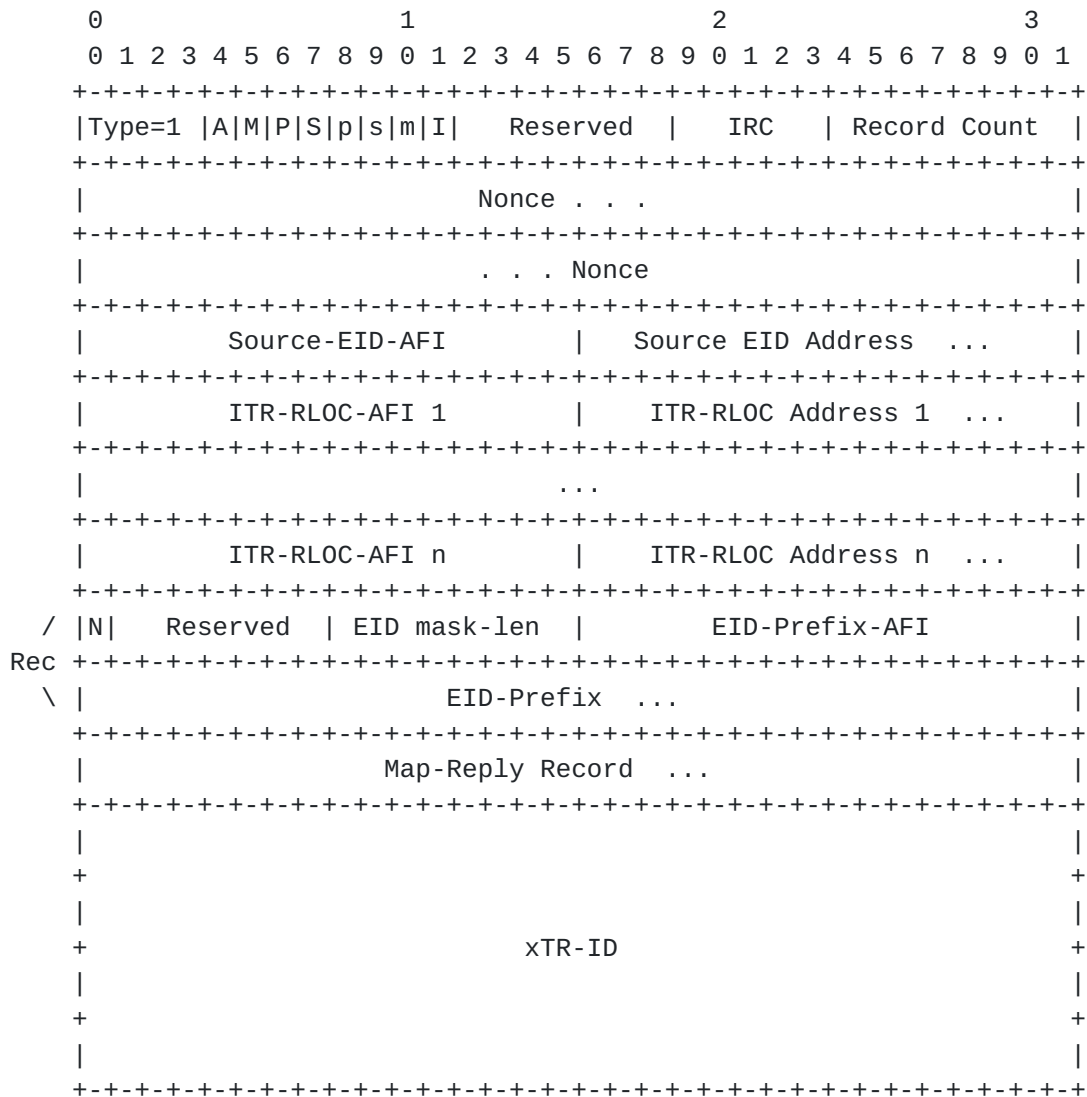 0                   1                   2                   3
 0 1 2 3 4 5 6 7 8 9 0 1 2 3 4 5 6 7 8 9 0 1 2 3 4 5 6 7 8 9 0 1
+-+-+-+-+-+-+-+-+-+-+-+-+-+-+-+-+-+-+-+-+-+-+-+-+-+-+-+-+-+-+-+-+
|Type=1 |A|M|P|S|p|s|m|I|   Reserved  |   IRC   | Record Count  |
+-+-+-+-+-+-+-+-+-+-+-+-+-+-+-+-+-+-+-+-+-+-+-+-+-+-+-+-+-+-+-+-+
|                         Nonce . . .                           |
+-+-+-+-+-+-+-+-+-+-+-+-+-+-+-+-+-+-+-+-+-+-+-+-+-+-+-+-+-+-+-+-+
|                         . . . Nonce                           |
+-+-+-+-+-+-+-+-+-+-+-+-+-+-+-+-+-+-+-+-+-+-+-+-+-+-+-+-+-+-+-+-+
|         Source-EID-AFI        |   Source EID Address  ...     |
+-+-+-+-+-+-+-+-+-+-+-+-+-+-+-+-+-+-+-+-+-+-+-+-+-+-+-+-+-+-+-+-+
|         ITR-RLOC-AFI 1        |    ITR-RLOC Address 1  ...    |
+-+-+-+-+-+-+-+-+-+-+-+-+-+-+-+-+-+-+-+-+-+-+-+-+-+-+-+-+-+-+-+-+
|                              ...                              |
+-+-+-+-+-+-+-+-+-+-+-+-+-+-+-+-+-+-+-+-+-+-+-+-+-+-+-+-+-+-+-+-+
|         ITR-RLOC-AFI n        |    ITR-RLOC Address n  ...    |
+-+-+-+-+-+-+-+-+-+-+-+-+-+-+-+-+-+-+-+-+-+-+-+-+-+-+-+-+-+-+-+-+
/ |N|   Reserved  | EID mask-len  |        EID-Prefix-AFI         |
Rec +-+-+-+-+-+-+-+-+-+-+-+-+-+-+-+-+-+-+-+-+-+-+-+-+-+-+-+-+-+-+-+-+
\ |                       EID-Prefix  ...                         |
+-+-+-+-+-+-+-+-+-+-+-+-+-+-+-+-+-+-+-+-+-+-+-+-+-+-+-+-+-+-+-+-+
|                   Map-Reply Record  ...                       |
+-+-+-+-+-+-+-+-+-+-+-+-+-+-+-+-+-+-+-+-+-+-+-+-+-+-+-+-+-+-+-+-+
|                                                               |
+                                                               +
|                                                               |
+                            xTR-ID                             +
|                                                               |
+                                                               +
|                                                               |
+-+-+-+-+-+-+-+-+-+-+-+-+-+-+-+-+-+-+-+-+-+-+-+-+-+-+-+-+-+-+-+-+